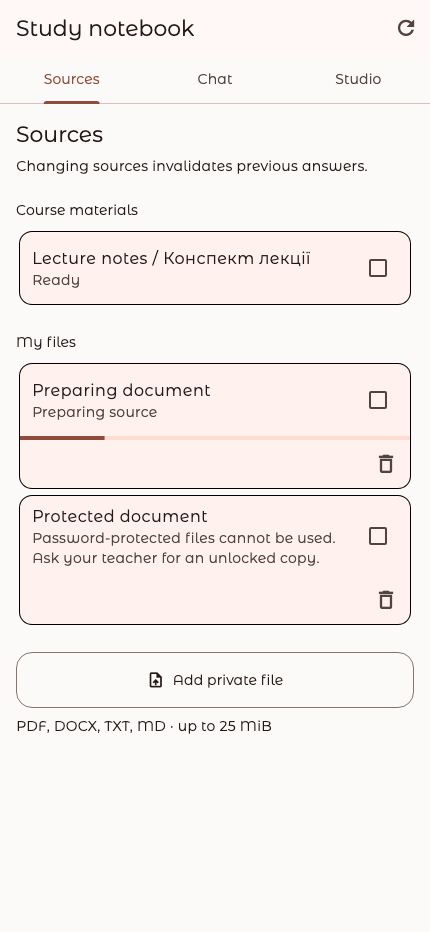 Study notebook
Sources
Chat
Studio
Sources
Changing sources invalidates previous answers.
Course materials
Lecture notes / Конспект лекції
Ready
My files
Preparing document
Preparing source
Protected document
Password-protected files cannot be used.
Ask your teacher for an unlocked copy.
Add private file
PDF, DOCX, TXT, MD · up to 25 MiB